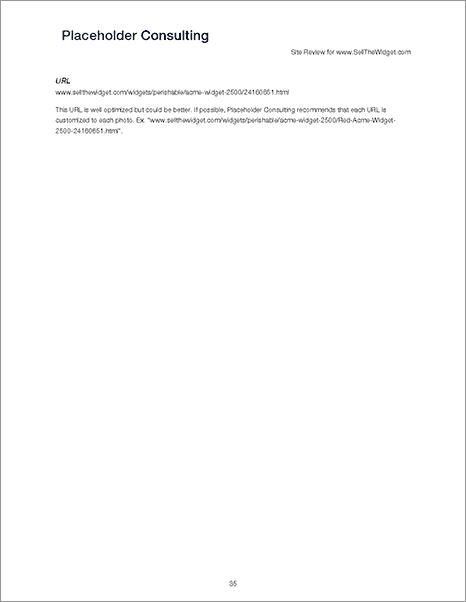 Placeholder Consulting
Site Review for www.SellTheWidget.com
URL
www.sellthewidget.com/widgets/perishable/acme-widget-2500/24160651.html
This URL is well optimized but could be better. If possible, Placeholder Consulting recommends that each URL is
customized to each photo. Ex. "www.sellthewidget.com/widgets/perishable/acme-widget-2500/Red-Acme-Widget-
2500-24160651.html".
35